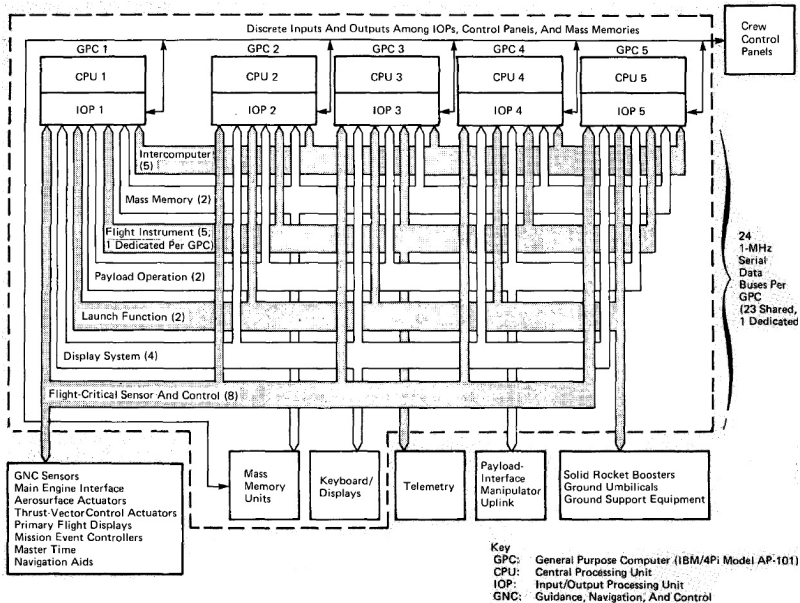 Discrete Inputs And Outputs Among IOPs, Control Panels, And Mass Memories
Crew
Control
Panels
GPC 1
GPC 2
GPC 3
GPC 4
GPC 5
CPU 1
CPU 2
CPU 3
CPU 4
CPU 5
IOP 1
IOP 2
IOP 3
IOP 4
IOP 5
Intercomputer
(5)
Mass Memory (2)
Flight Instrument (5;
1 Dedicated Per GPC)
Payload Operation (2)
Launch Function (2)
Display System (4)
Flight-Critical Sensor And Control (8)
24
1-MHz
Serial
Data
Buses Per
GPC
(23 Shared,
1 Dedicated
GNC Sensors
Main Engine Interface
Aerosurface Actuators
Thrust-Vector Control Actuators
Primary Flight Displays
Mission Event Controllers
Master Time
Navigation Aids
Mass
Memory
Units
Keyboard/
Displays
Telemetry
Payload-
Interface
Manipulator
Uplink
Solid Rocket Boosters
Ground Umbilicals
Ground Support Equipment
Key
GPC: General Purpose Computer (IBM/4Pi Model AP-101)
CPU: Central Processing Unit
IOP: Input/Output Processing Unit
GNC: Guidance, Navigation, And Control